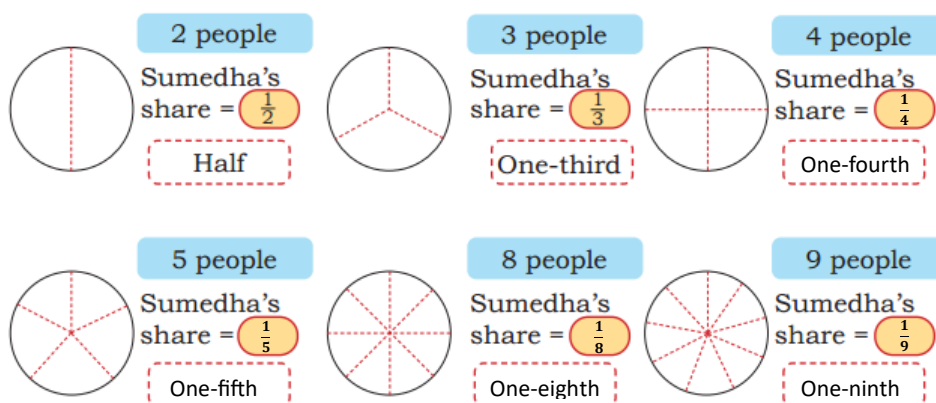 2 people
Sumedha's
share = 1/2
Half
3 people
Sumedha's
share = 1/3
One-third
4 people
Sumedha's
share = 1/4
One-fourth
5 people
Sumedha's
share = 1/5
One-fifth
8 people
Sumedha's
share = 1/8
One-eighth
9 people
Sumedha's
share = 1/9
One-ninth